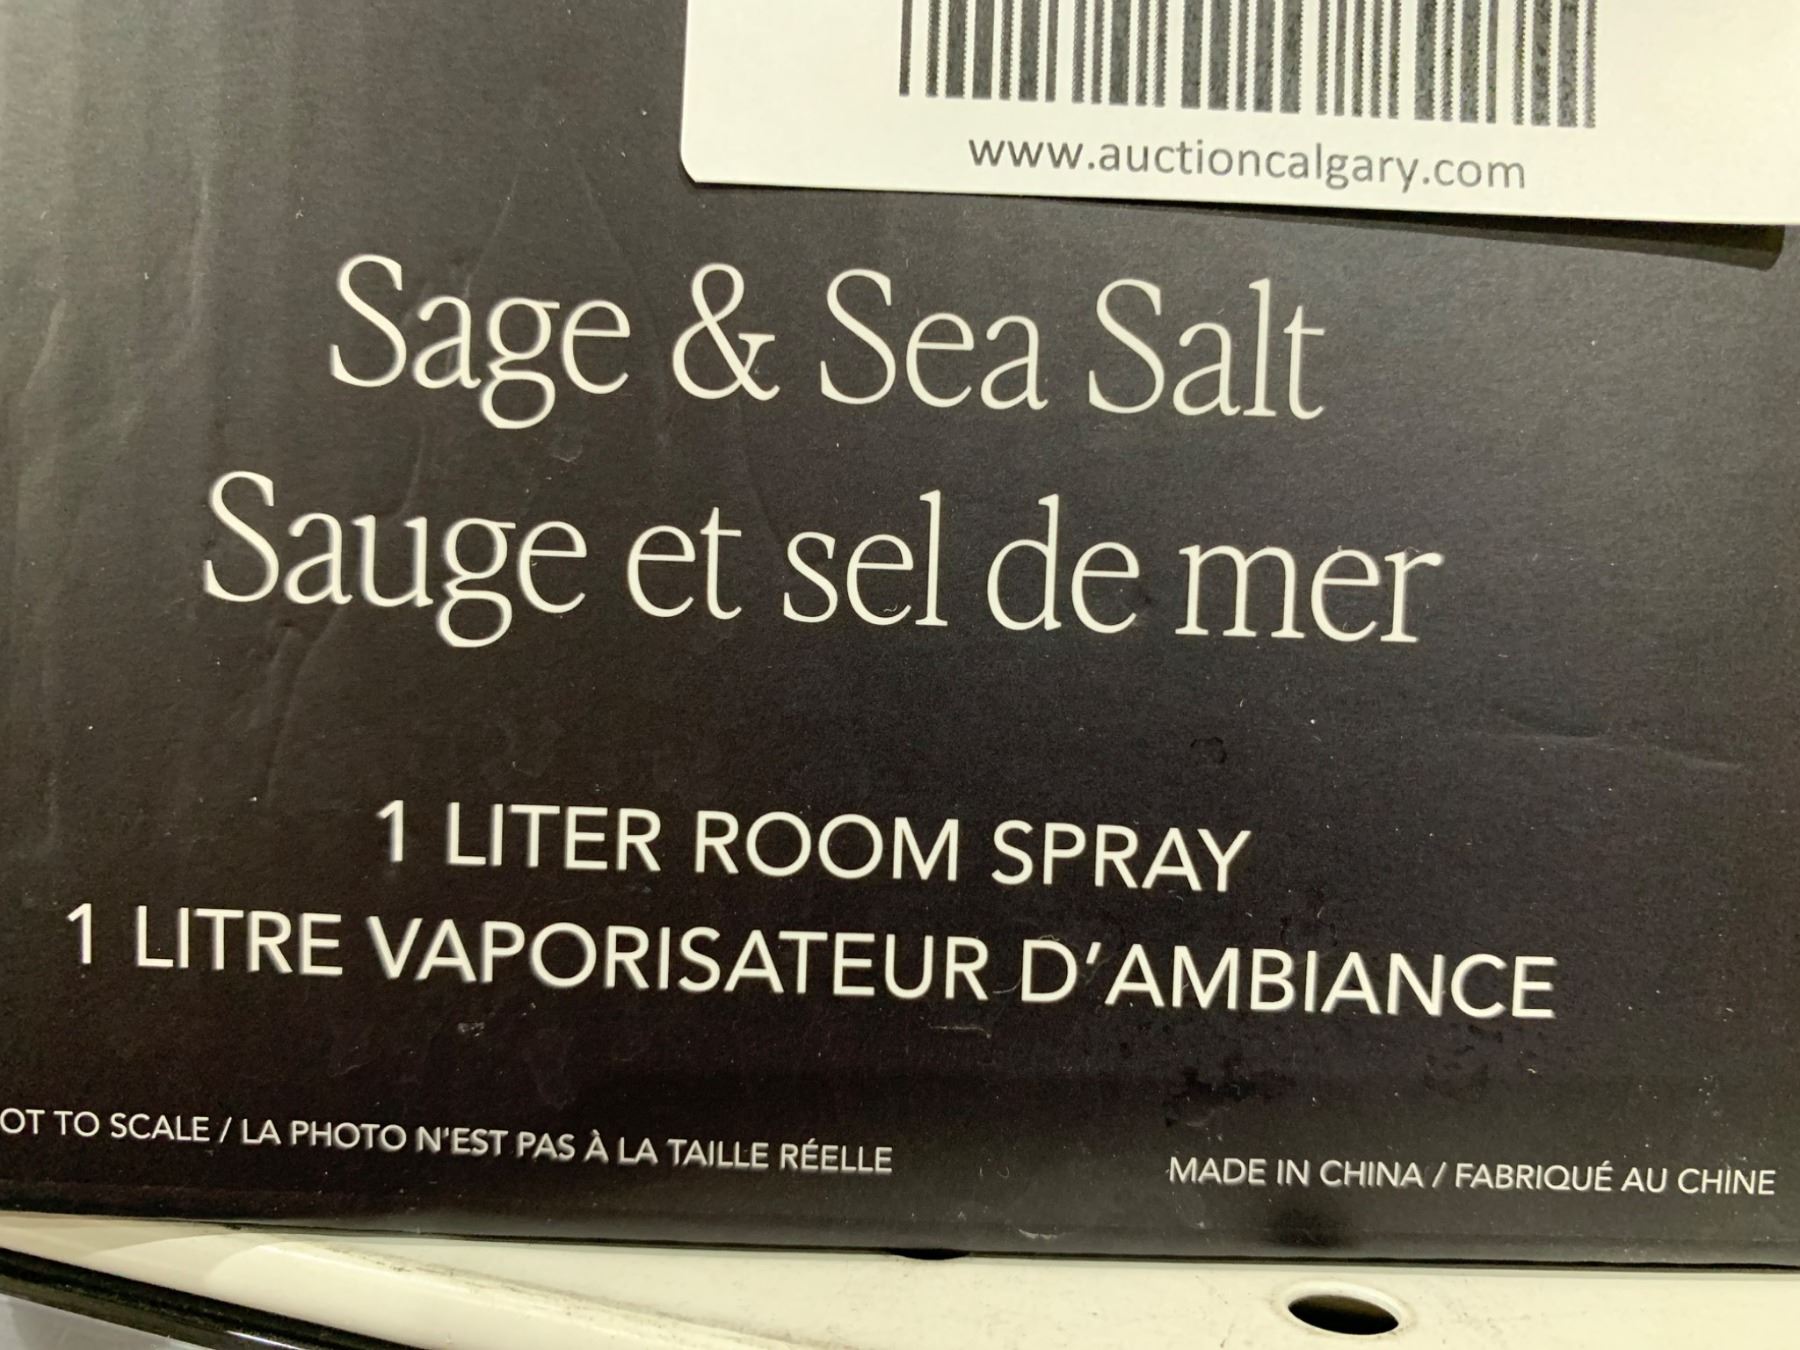 www.auctioncalgary.com
Sage & Sea Salt
Sauge et sel de mer
1 LITER ROOM SPRAY
1 LITRE VAPORISATEUR D'AMBIANCE
TO SCALE / LA PHOTO N'EST PAS À LA TAILLE RÉELLE
MADE IN CHINA / FABRIQUÉ AU CHINE